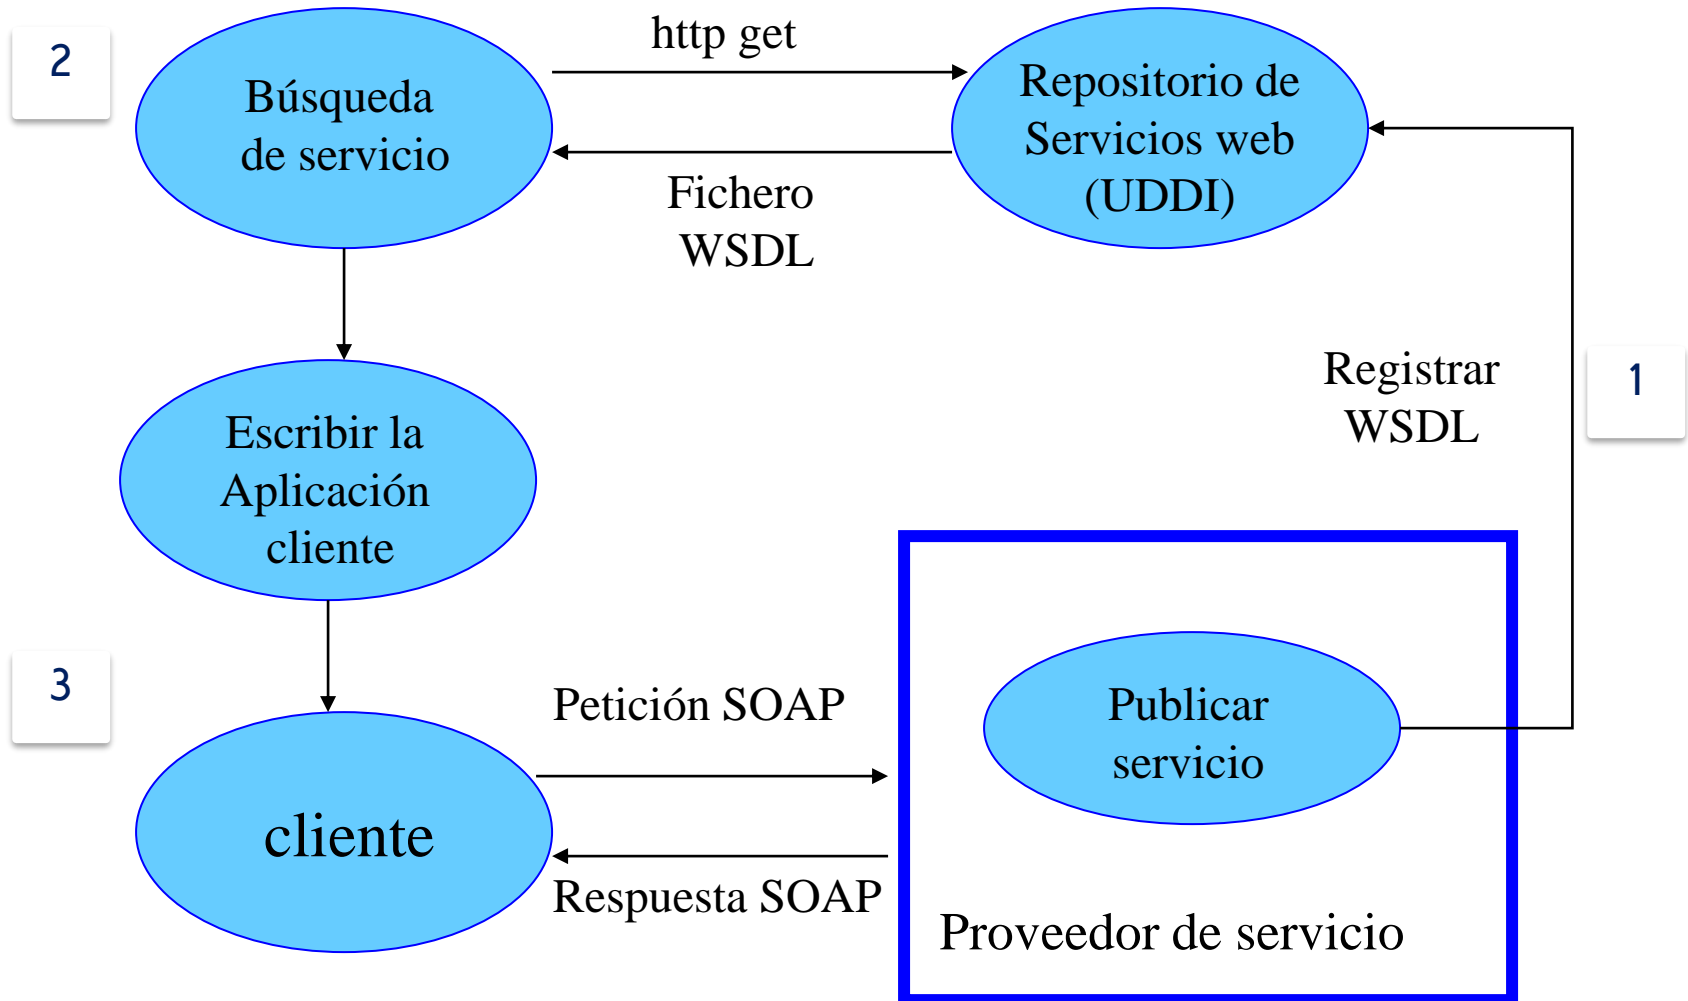 2
http get
Búsqueda
de servicio
Repositorio de
Servicios web
(UDDI)
Fichero
WSDL
Registrar
WSDL
1
Escribir la
Aplicación
cliente
3
Petición SOAP
Publicar
servicio
cliente
Respuesta SOAP
Proveedor de servicio